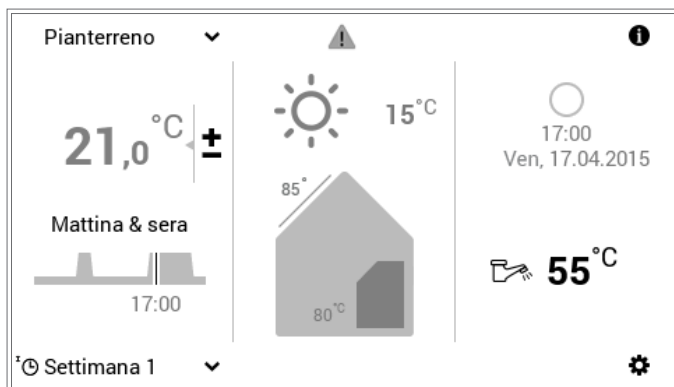 Pianterreno
15°C
21,0°C
±
17:00
Ven, 17.04.2015
85°
Mattina & sera
55°C
17:00
80°C
Settimana 1